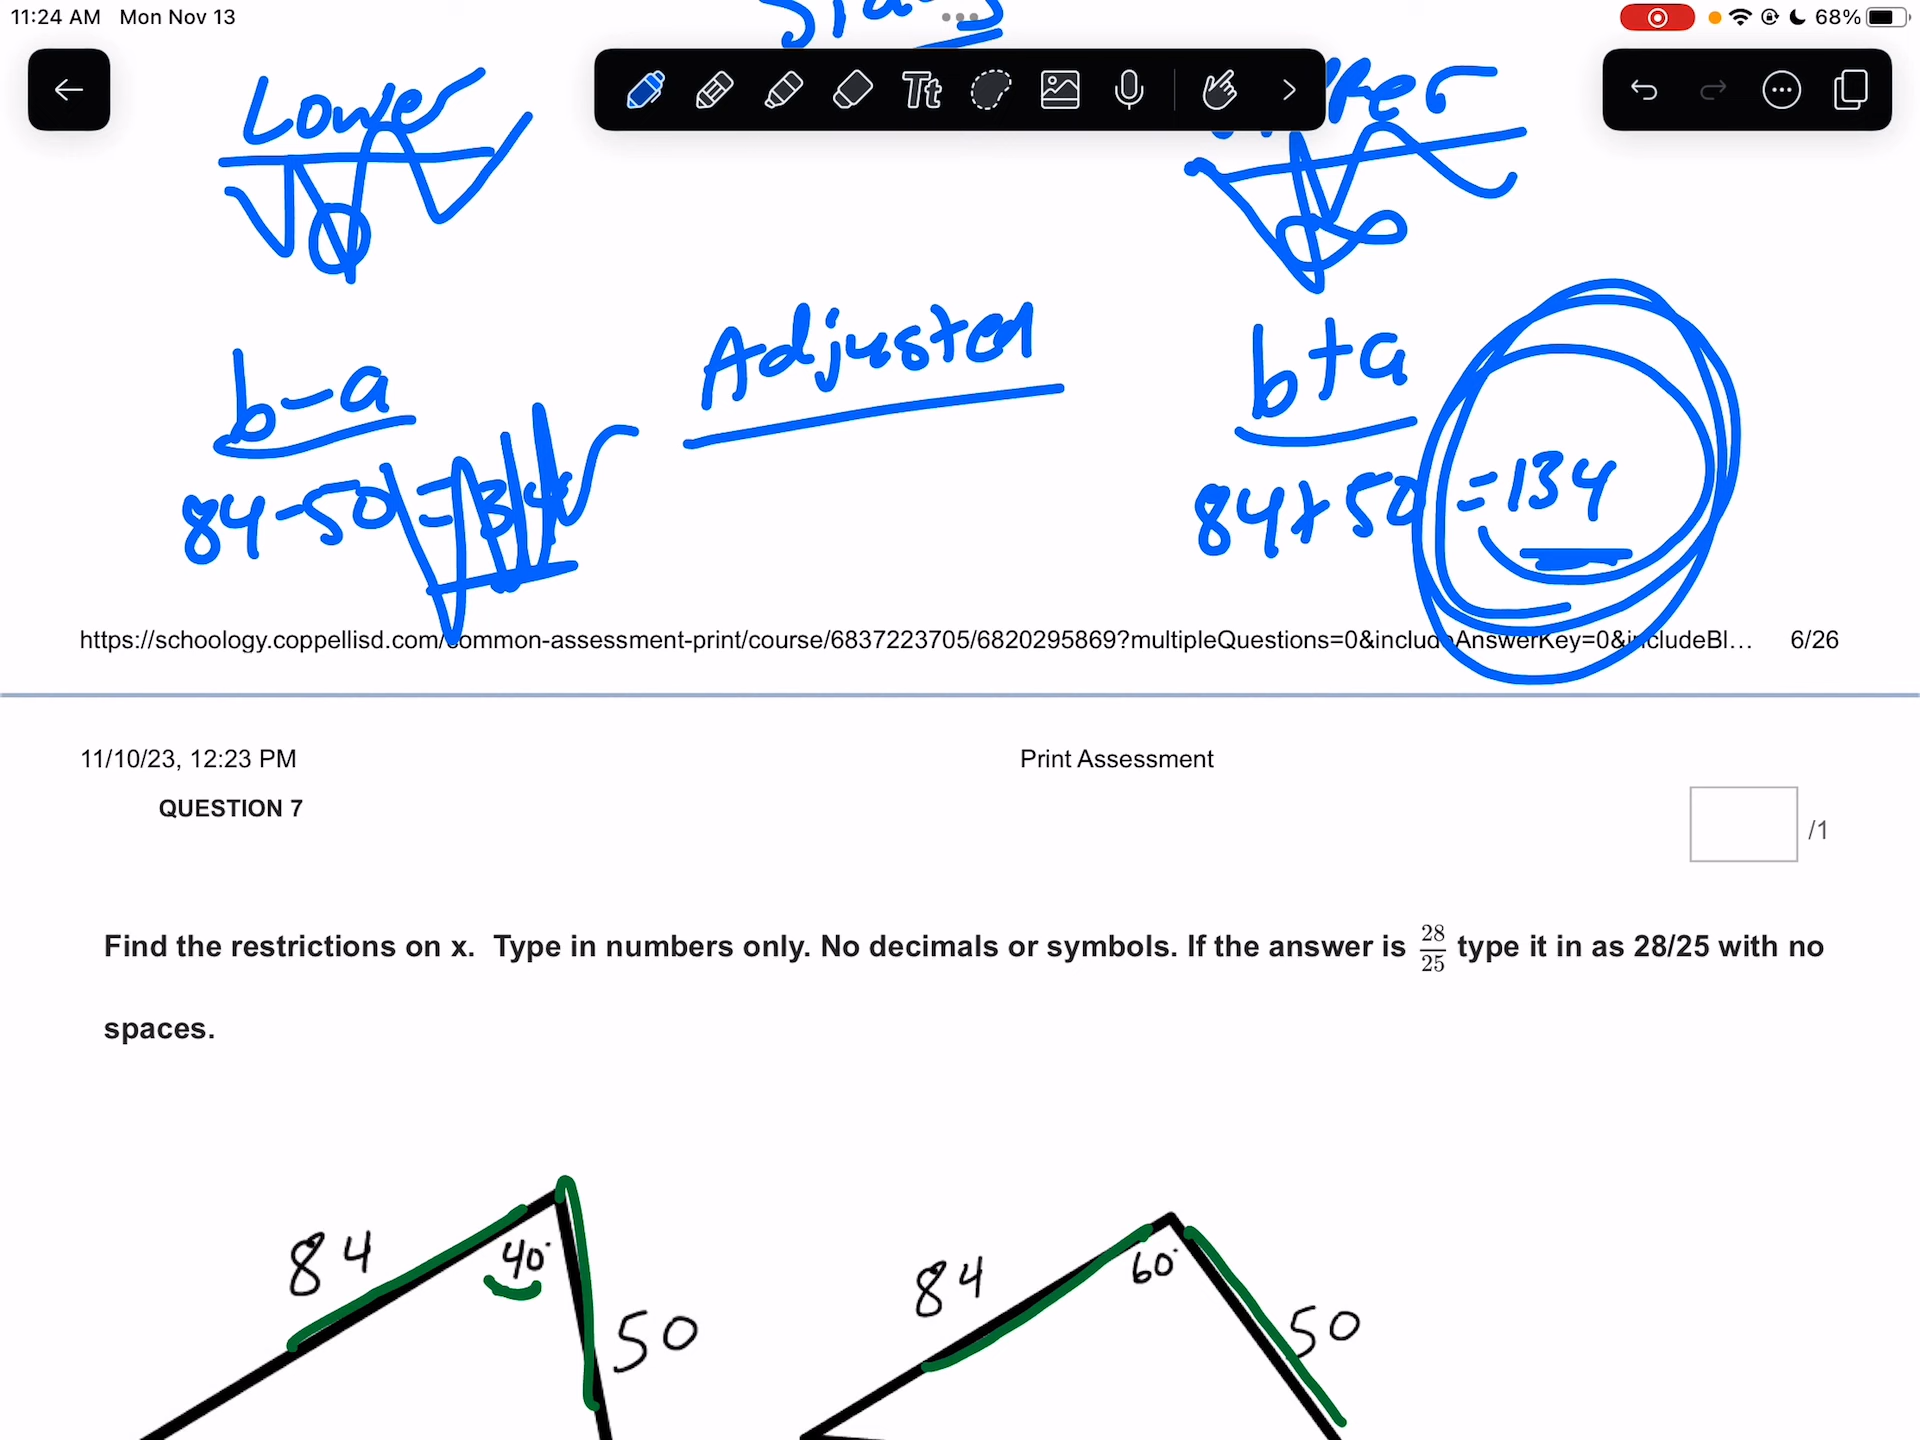 11:24 AM Mon Nov 13
68%
Lower
Tt
b-a
Adjusted
b+a
84-50 =34
84+50 =134
https://schoology.coppellisd.com/common-assessment-print/course/6837223705/6820295869?multipleQuestions=0&includeAnswerKey=0&includeBl... 6/26
11/10/23, 12:23 PM Print Assessment
QUESTION 7
/1
Find the restrictions on x. Type in numbers only. No decimals or symbols. If the answer is 28/25 type it in as 28/25 with no
spaces.
84 40° 50
84 60° 50